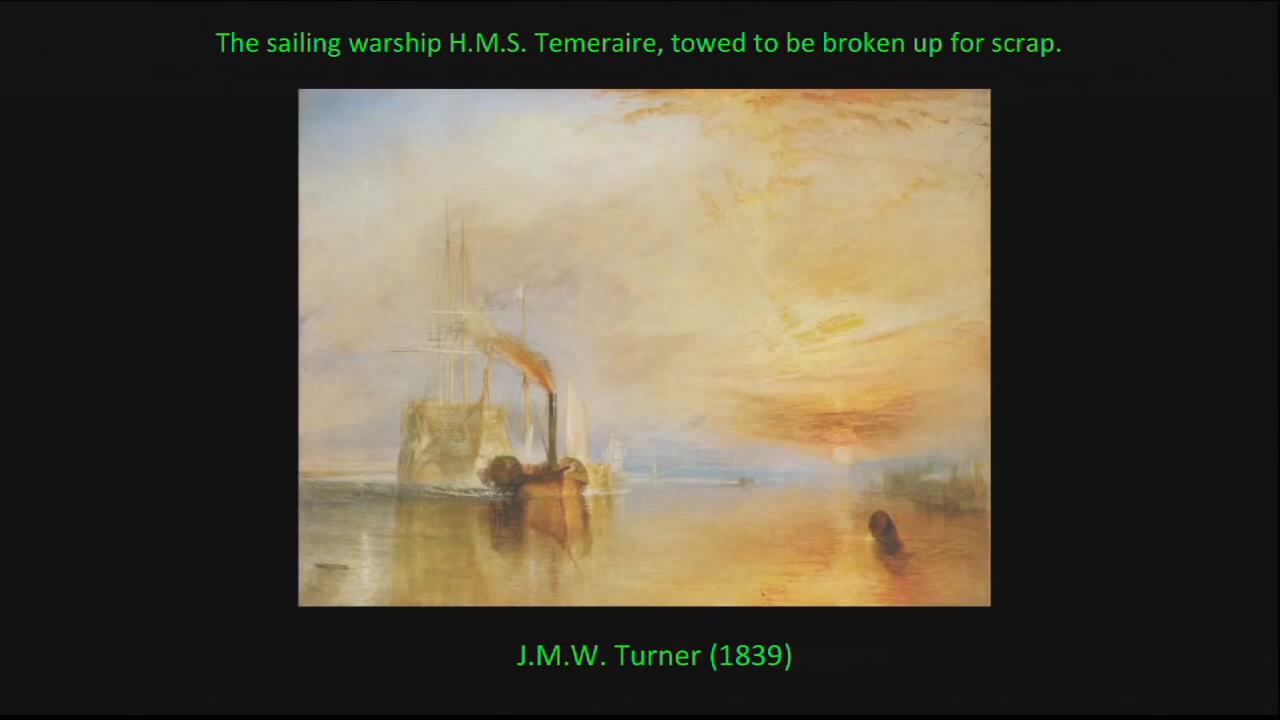 The sailing warship H.M.S. Temeraire, towed to be broken up for scrap.
J.M.W. Turner (1839)